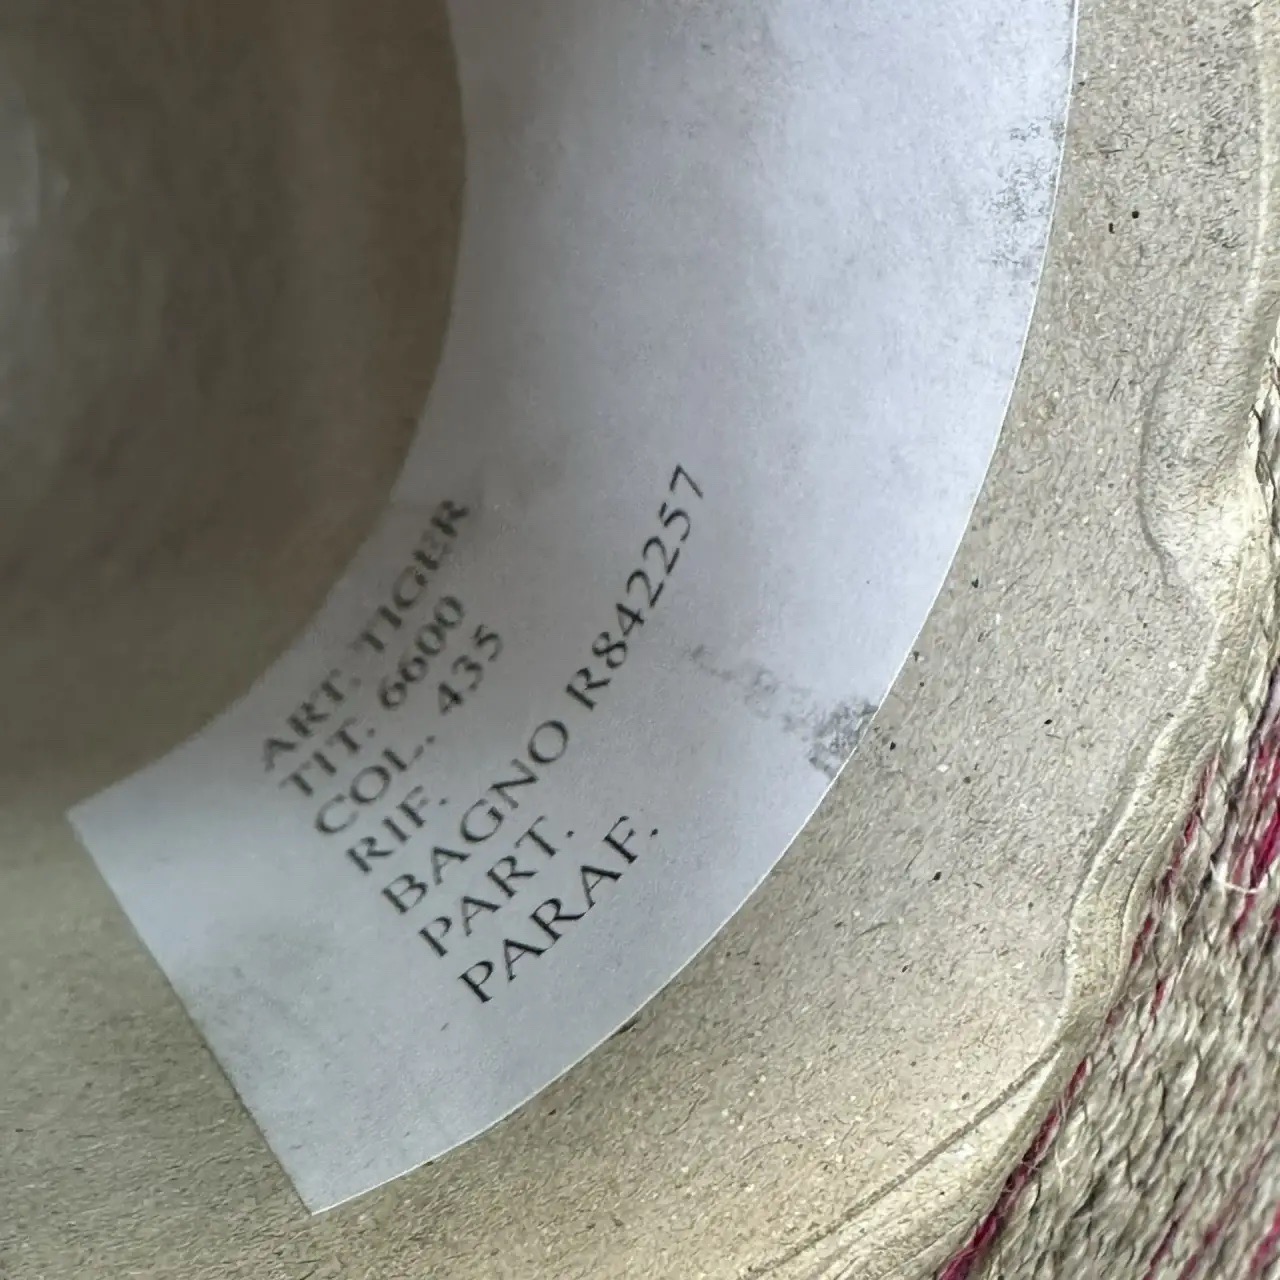 ART. TIGER
TIT. 6600
COL. 435
RIF.
BAGNO R842257
PART.
PARAF.